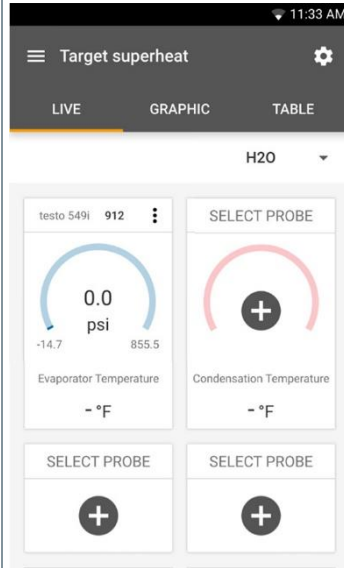 11:33 AM
Target superheat
LIVE GRAPHIC TABLE
H2O
testo 549i 912 SELECT PROBE
0.0
psi
-14.7 855.5
Evaporator Temperature Condensation Temperature
- °F - °F
SELECT PROBE SELECT PROBE